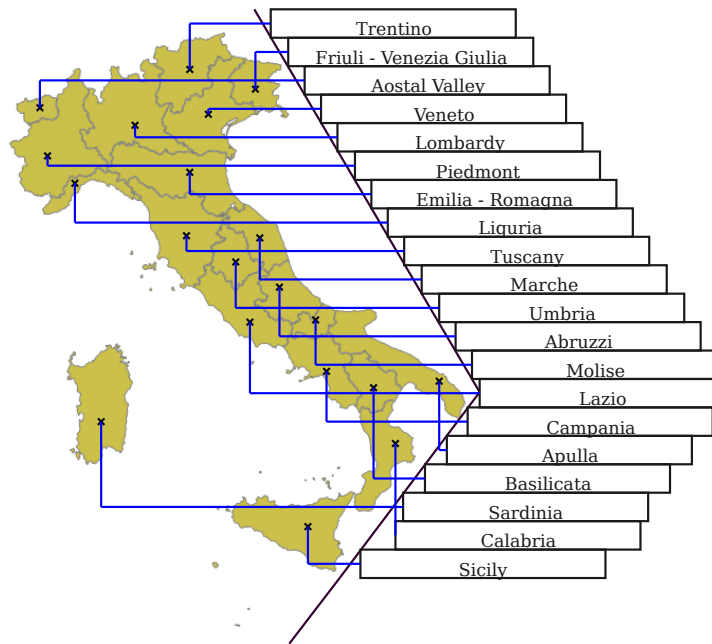 Trentino
Friuli - Venezia Giulia
Aostal Valley
Veneto
Lombardy
Piedmont
Emilia - Romagna
Liguria
Tuscany
Marche
Umbria
Abruzzi
Molise
Lazio
Campania
Apulla
Basilicata
Sardinia
Calabria
Sicily